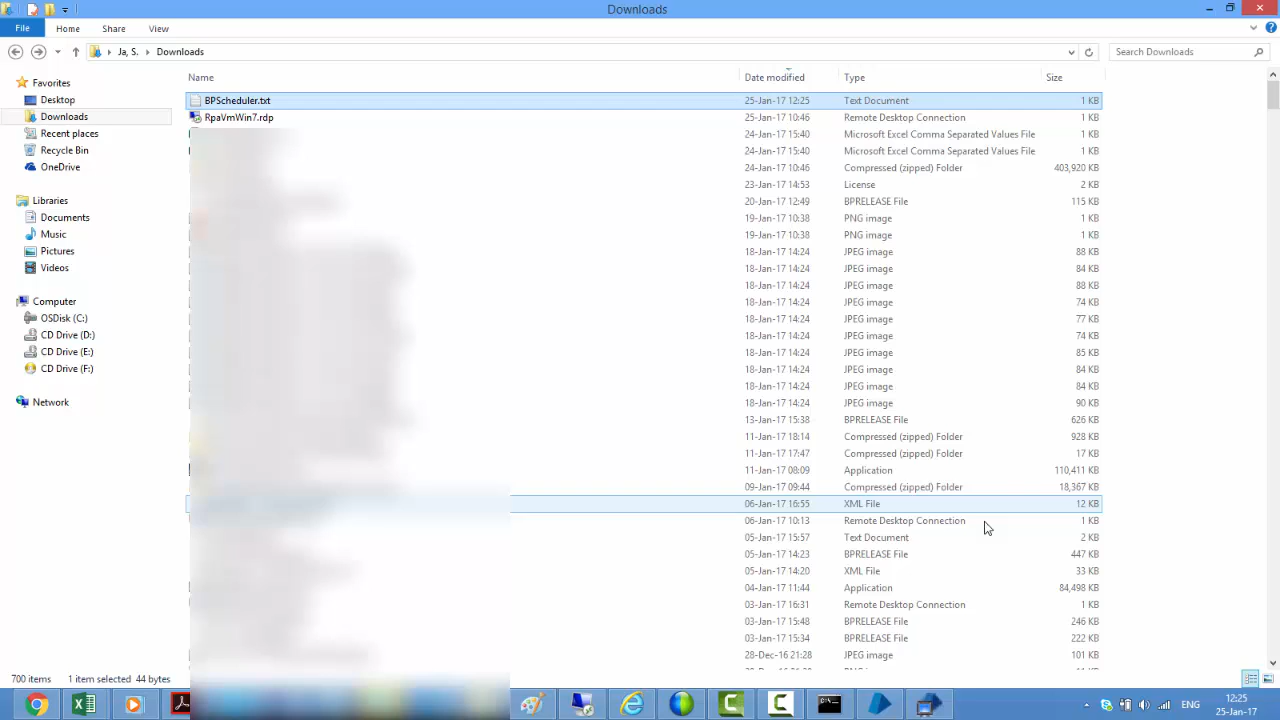 Downloads
File Home Share View
Ja, S. Downloads Search Downloads
Name Date modified Type Size
Favorites
Desktop
Downloads
Recent places
Recycle Bin
OneDrive
Libraries
Documents
Music
Pictures
Videos
Computer
OSDisk (C:)
CD Drive (D:)
CD Drive (E:)
CD Drive (F:)
Network
BPScheduler.txt 25-Jan-17 12:25 Text Document 1 KB
RpaVmWin7.rdp 25-Jan-17 10:46 Remote Desktop Connection 1 KB
24-Jan-17 15:40 Microsoft Excel Comma Separated Values File 1 KB
24-Jan-17 15:40 Microsoft Excel Comma Separated Values File 1 KB
24-Jan-17 10:46 Compressed (zipped) Folder 403,920 KB
23-Jan-17 14:53 License 2 KB
20-Jan-17 12:49 BPRELEASE File 115 KB
19-Jan-17 10:38 PNG image 1 KB
19-Jan-17 10:38 PNG image 1 KB
18-Jan-17 14:24 JPEG image 88 KB
18-Jan-17 14:24 JPEG image 84 KB
18-Jan-17 14:24 JPEG image 88 KB
18-Jan-17 14:24 JPEG image 74 KB
18-Jan-17 14:24 JPEG image 77 KB
18-Jan-17 14:24 JPEG image 74 KB
18-Jan-17 14:24 JPEG image 85 KB
18-Jan-17 14:24 JPEG image 84 KB
18-Jan-17 14:24 JPEG image 84 KB
18-Jan-17 14:24 JPEG image 90 KB
13-Jan-17 15:38 BPRELEASE File 626 KB
11-Jan-17 18:14 Compressed (zipped) Folder 928 KB
11-Jan-17 17:47 Compressed (zipped) Folder 17 KB
11-Jan-17 08:09 Application 110,411 KB
09-Jan-17 09:44 Compressed (zipped) Folder 18,367 KB
06-Jan-17 16:55 XML File 12 KB
06-Jan-17 10:13 Remote Desktop Connection 1 KB
05-Jan-17 15:57 Text Document 2 KB
05-Jan-17 14:23 BPRELEASE File 447 KB
05-Jan-17 14:20 XML File 33 KB
04-Jan-17 11:44 Application 84,498 KB
03-Jan-17 16:31 Remote Desktop Connection 1 KB
03-Jan-17 15:48 BPRELEASE File 246 KB
03-Jan-17 15:34 BPRELEASE File 222 KB
28-Dec-16 21:28 JPEG image 101 KB
700 items 1 item selected 44 bytes
ENG 12:25
25-Jan-17